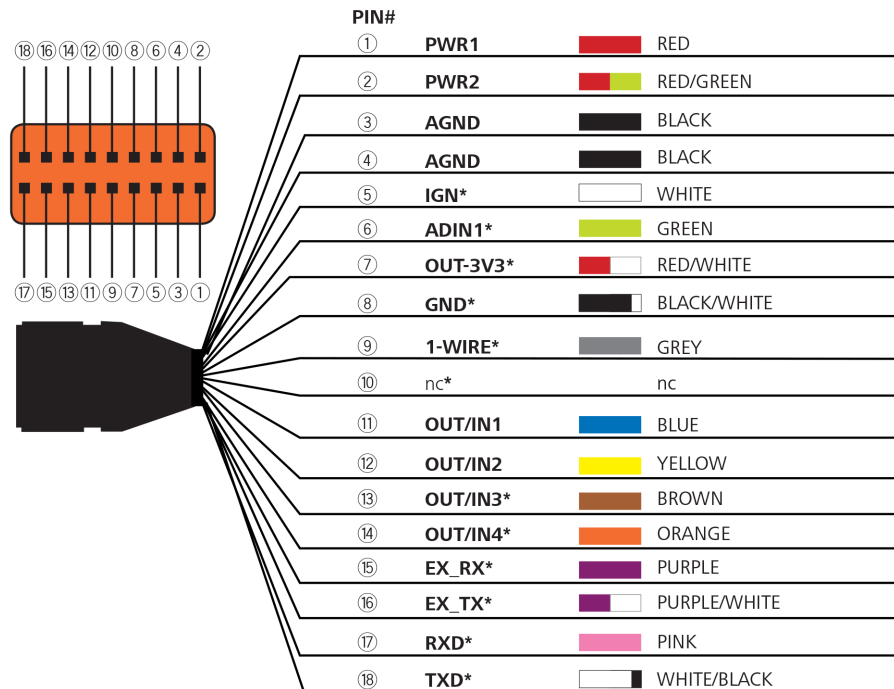 PIN#
⑱ ⑯ ⑭ ⑫ ⑩ ⑧ ⑥ ④ ②
⑰ ⑮ ⑬ ⑪ ⑨ ⑦ ⑤ ③ ①
① PWR1 RED
② PWR2 RED/GREEN
③ AGND BLACK
④ AGND BLACK
⑤ IGN* WHITE
⑥ ADIN1* GREEN
⑦ OUT-3V3* RED/WHITE
⑧ GND* BLACK/WHITE
⑨ 1-WIRE* GREY
⑩ nc* nc
⑪ OUT/IN1 BLUE
⑫ OUT/IN2 YELLOW
⑬ OUT/IN3* BROWN
⑭ OUT/IN4* ORANGE
⑮ EX_RX* PURPLE
⑯ EX_TX* PURPLE/WHITE
⑰ RXD* PINK
⑱ TXD* WHITE/BLACK